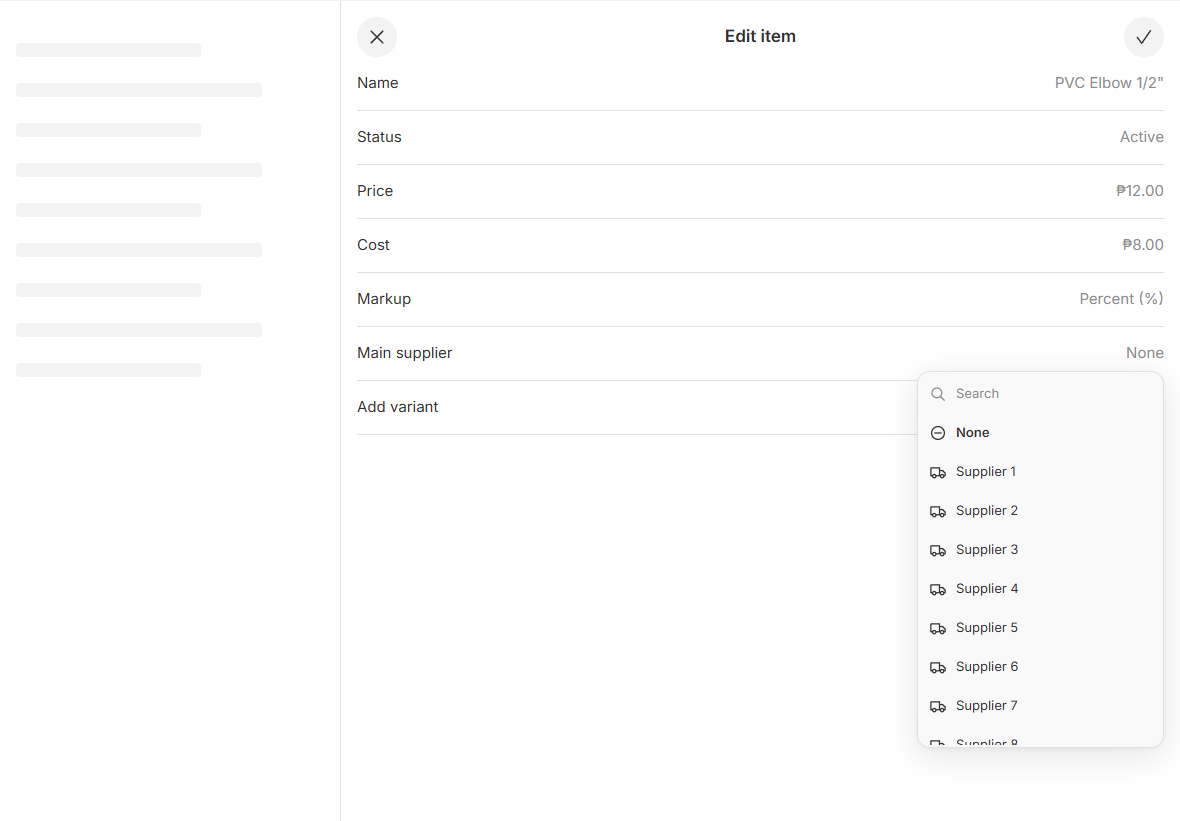 Edit item
Name PVC Elbow 1/2"
Status Active
Price ₱12.00
Cost ₱8.00
Markup Percent (%)
Main supplier None
Add variant
Search
None
Supplier 1
Supplier 2
Supplier 3
Supplier 4
Supplier 5
Supplier 6
Supplier 7
Supplier 8